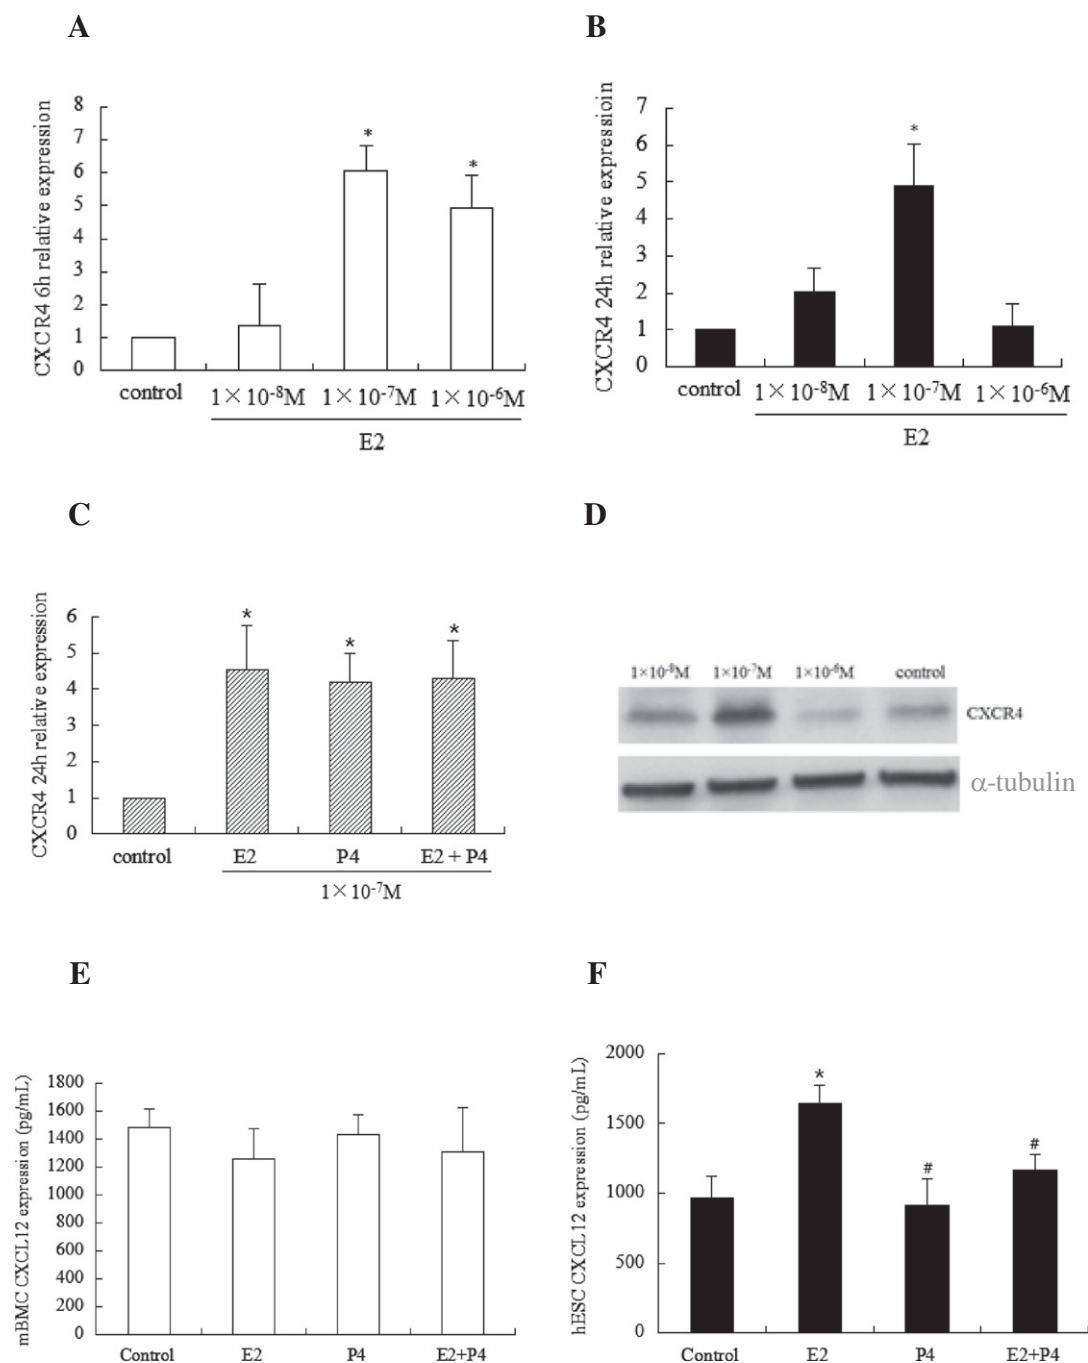 A
CXCR4 6h relative expression
8
7
6
5
4
3
2
1
0
*
*
control
1×10-8M
1×10-7M
1×10-6M
E2
B
CXCR4 24h relative expressioin
7
6
5
4
3
2
1
0
*
control
1×10-8M
1×10-7M
1×10-6M
E2
C
CXCR4 24h relative expression
6
5
4
3
2
1
0
*
*
*
control
E2
P4
E2 + P4
1×10-7M
D
1×10-8M
1×10-7M
1×10-6M
control
CXCR4
α-tubulin
E
mBMC CXCL12 expression (pg/mL)
1800
1600
1400
1200
1000
800
600
400
200
0
Control
E2
P4
E2+P4
F
hESC CXCL12 expression (pg/mL)
2000
1500
1000
500
0
*
#
#
Control
E2
P4
E2+P4